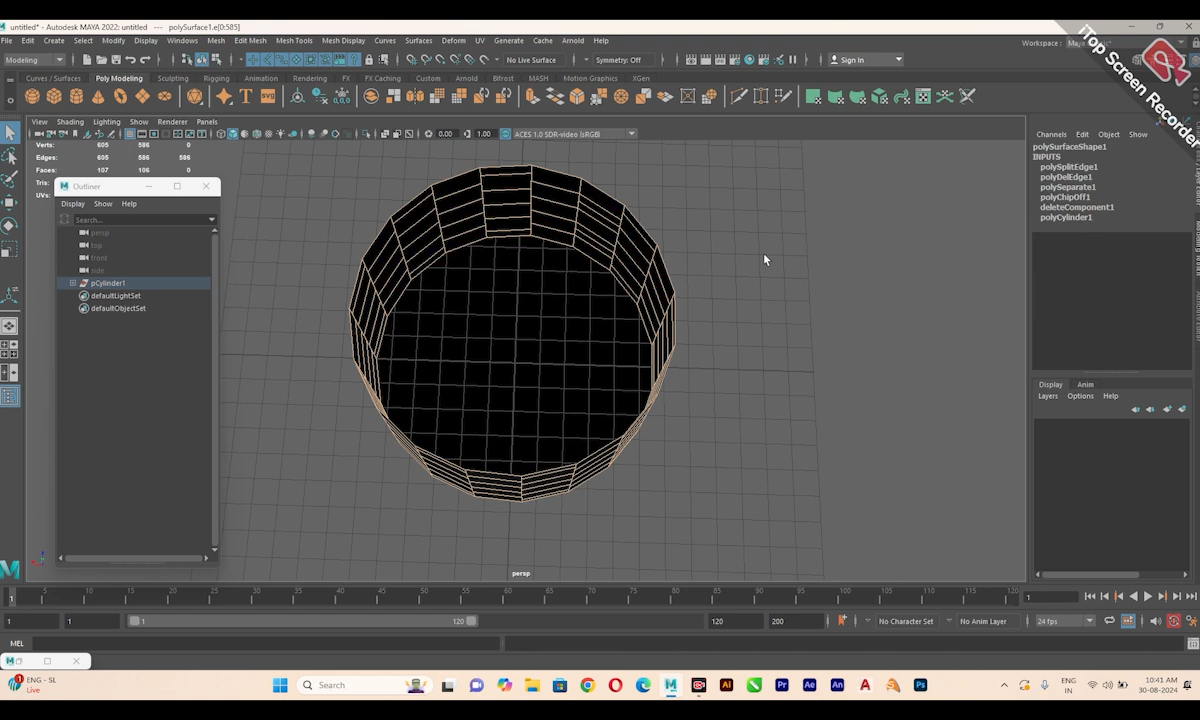 untitled* - Autodesk MAYA 2022: untitled --- polySurface1.e[0:585]
File Edit Create Select Modify Display Windows Mesh Edit Mesh Mesh Tools Mesh Display Curves Surfaces Deform UV Generate Cache Arnold Help
Workspace :
Modeling
No Live Surface
Symmetry: Off
Sign In
iTop Screen Recorder
Curves / Surfaces Poly Modeling Sculpting Rigging Animation Rendering FX FX Caching Custom Arnold Bifrost MASH Motion Graphics XGen
SVG
View Shading Lighting Show Renderer Panels
0.00 1.00 ACES 1.0 SDR-video (sRGB)
Channels Edit Object Show
Verts: 605 586 0
Edges: 605 586 586
Faces: 107 106 0
Tris:
UVs:
polySurfaceShape1
INPUTS
polySplitEdge1
polyDelEdge1
polySeparate1
polyChipOff1
deleteComponent1
polyCylinder1
Outliner
Display Show Help
Search...
persp
top
front
side
pCylinder1
defaultLightSet
defaultObjectSet
persp
Display Anim
Layers Options Help
1 5 10 15 20 25 30 35 40 45 50 55 60 65 70 75 80 85 90 95 100 105 110 115 120
1
1 1 1 120 120 200 No Character Set No Anim Layer 24 fps
MEL
ENG - SL
Live
Search
ENG
IN
10:41 AM
30-08-2024